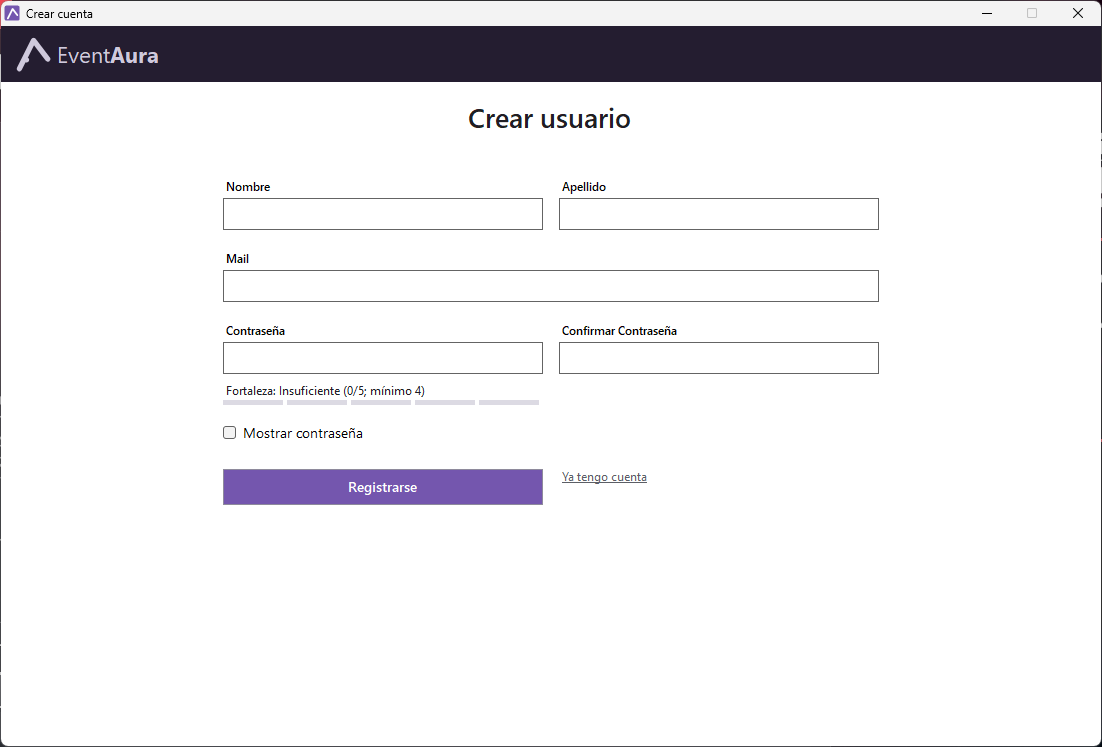 Crear cuenta
EventAura
Crear usuario
Nombre Apellido
Mail
Contraseña Confirmar Contraseña
Fortaleza: Insuficiente (0/5; mínimo 4)
Mostrar contraseña
Registrarse Ya tengo cuenta